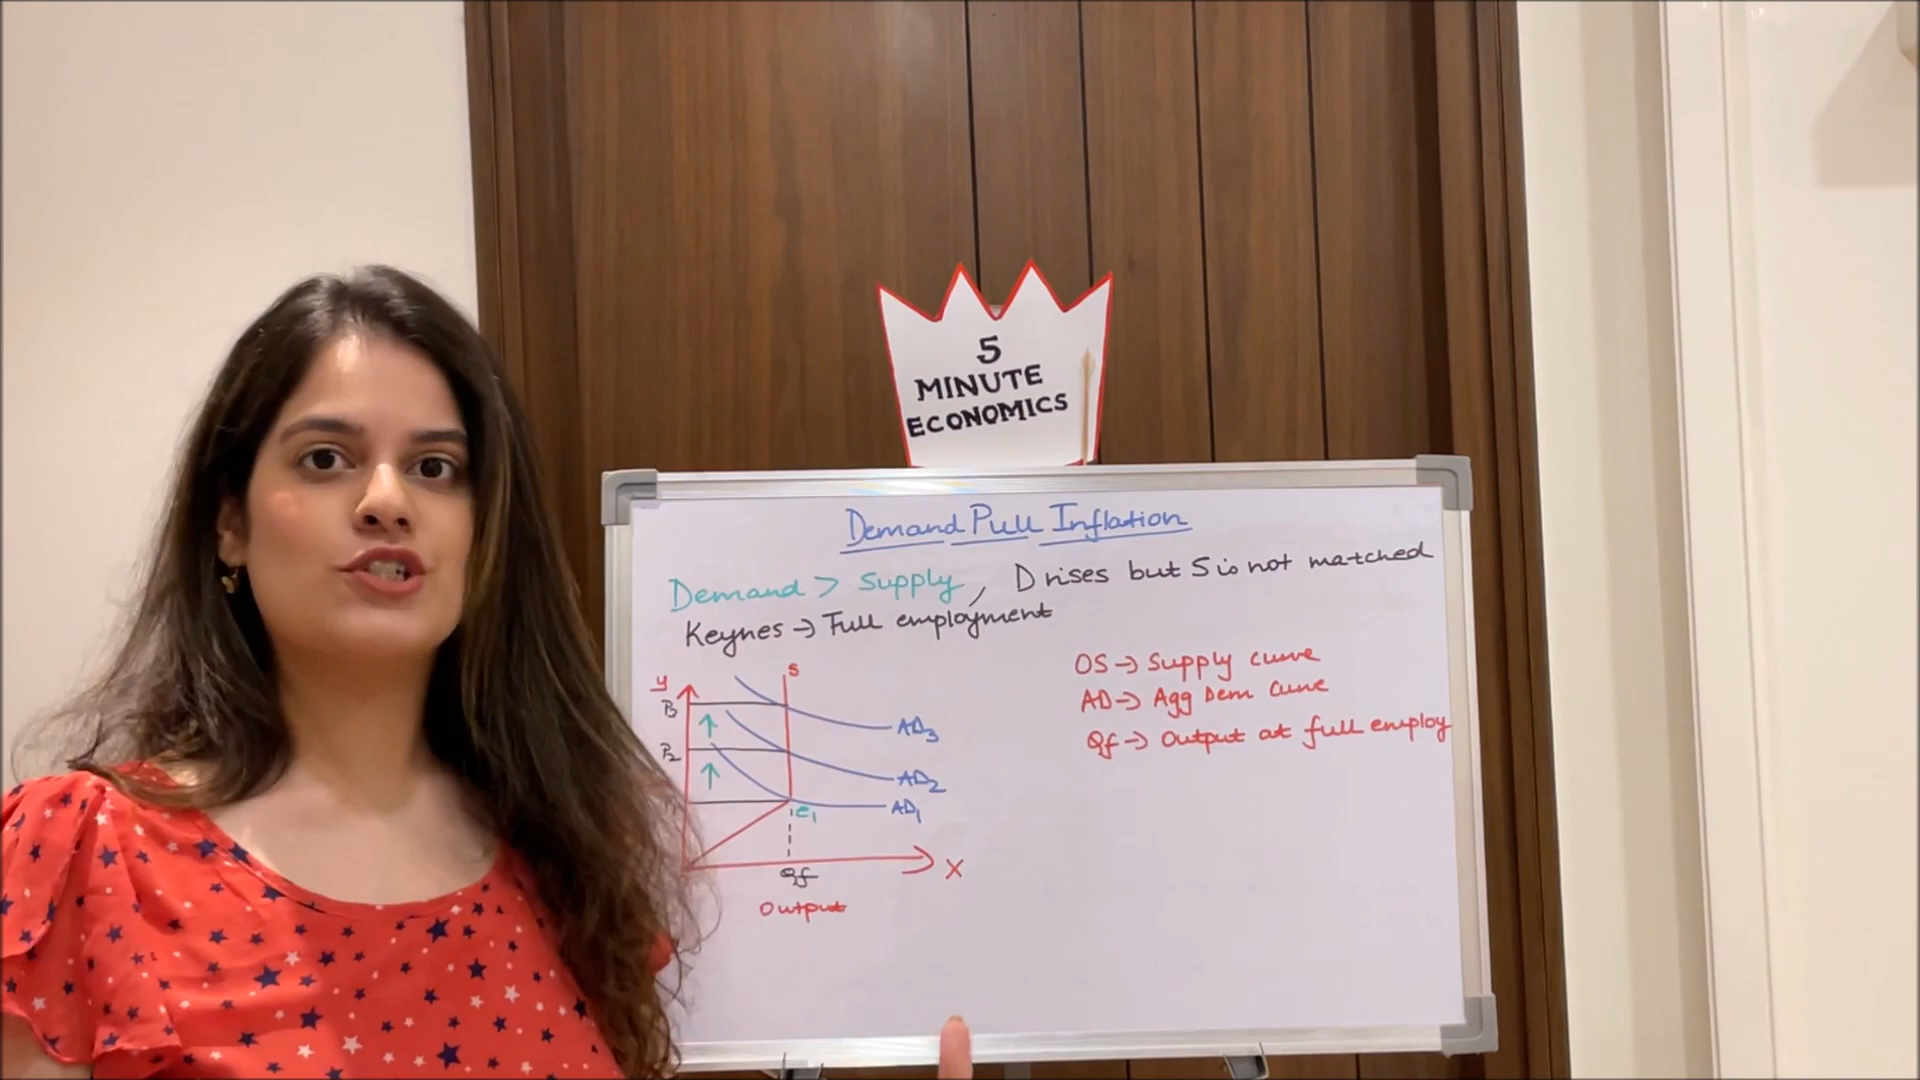 5
MINUTE
ECONOMICS
Demand Pull Inflation
Demand > Supply, D rises but S is not matched
Keynes → Full employment
OS → Supply curve
AD → Agg Dem curve
Qf → Output at full employ
y
S
P3
AD3
P2
AD2
AD1
e1
X
Qf
Output